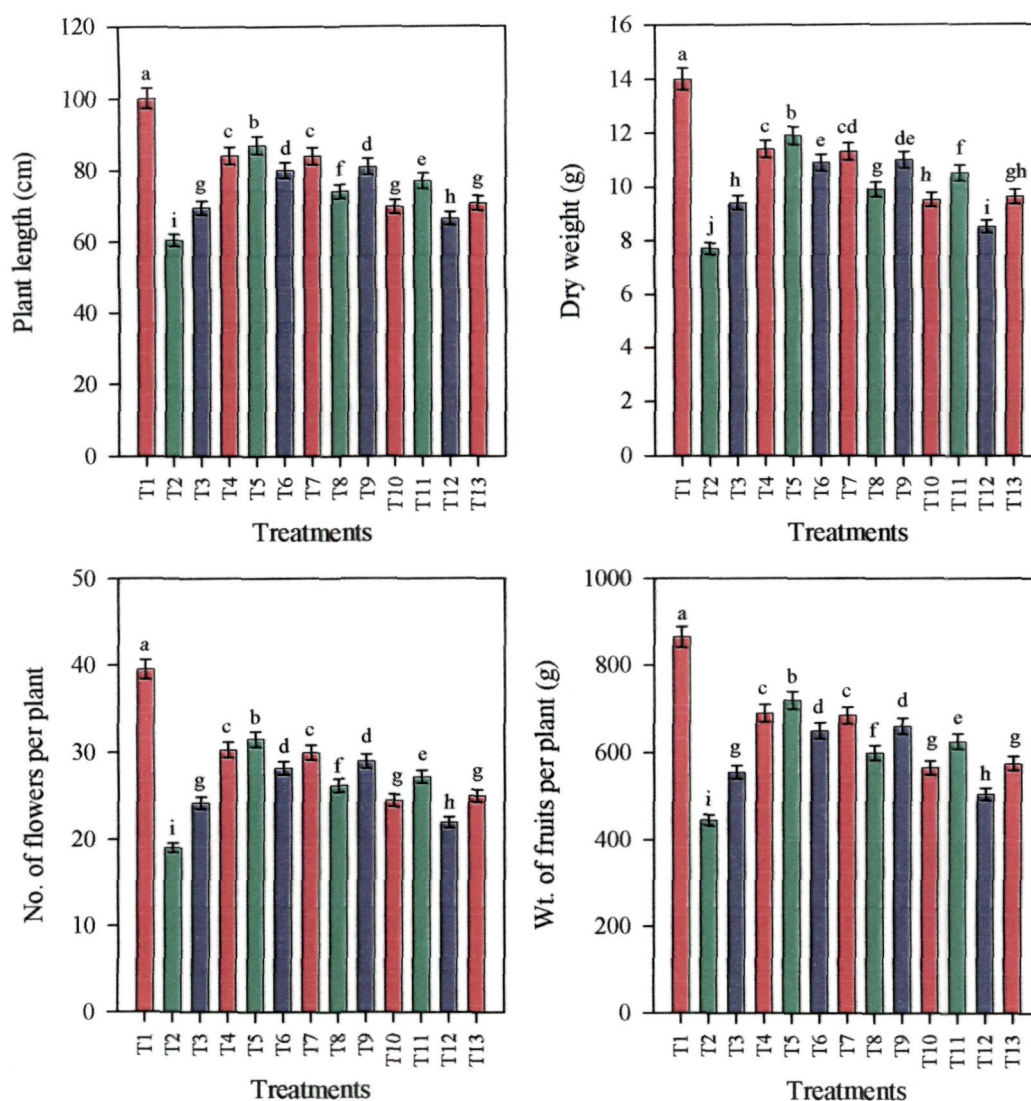 Plant length (cm)
120
100
80
60
40
20
0
a
i
g
c
b
d
c
f
d
g
e
h
g
T1
T2
T3
T4
T5
T6
T7
T8
T9
T10
T11
T12
T13
Treatments
Dry weight (g)
16
14
12
10
8
6
4
2
0
a
j
h
c
b
e
cd
g
de
h
f
i
gh
T1
T2
T3
T4
T5
T6
T7
T8
T9
T10
T11
T12
T13
Treatments
No. of flowers per plant
50
40
30
20
10
0
a
i
g
c
b
d
c
f
d
g
e
h
g
T1
T2
T3
T4
T5
T6
T7
T8
T9
T10
T11
T12
T13
Treatments
Wt. of fruits per plant (g)
1000
800
600
400
200
0
a
i
g
c
b
d
c
f
d
g
e
h
g
T1
T2
T3
T4
T5
T6
T7
T8
T9
T10
T11
T12
T13
Treatments